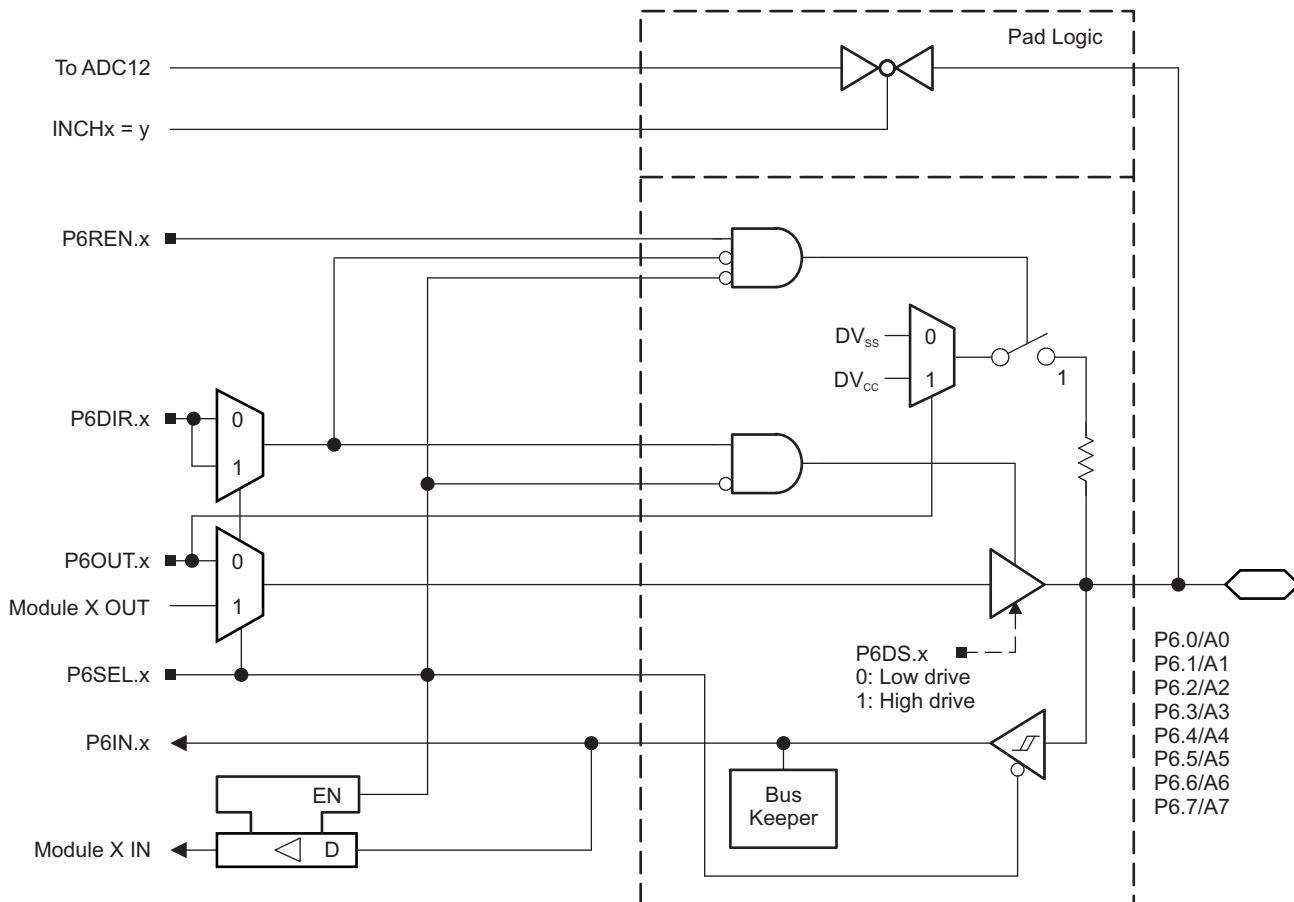 Pad Logic
To ADC12
INCHx = y
P6REN.x
DVSS
0
DVCC
1
1
P6DIR.x
0
1
P6OUT.x
0
Module X OUT
1
P6DS.x
0: Low drive
1: High drive
P6SEL.x
P6.0/A0
P6.1/A1
P6.2/A2
P6.3/A3
P6.4/A4
P6.5/A5
P6.6/A6
P6.7/A7
P6IN.x
EN
Bus
Keeper
Module X IN
D